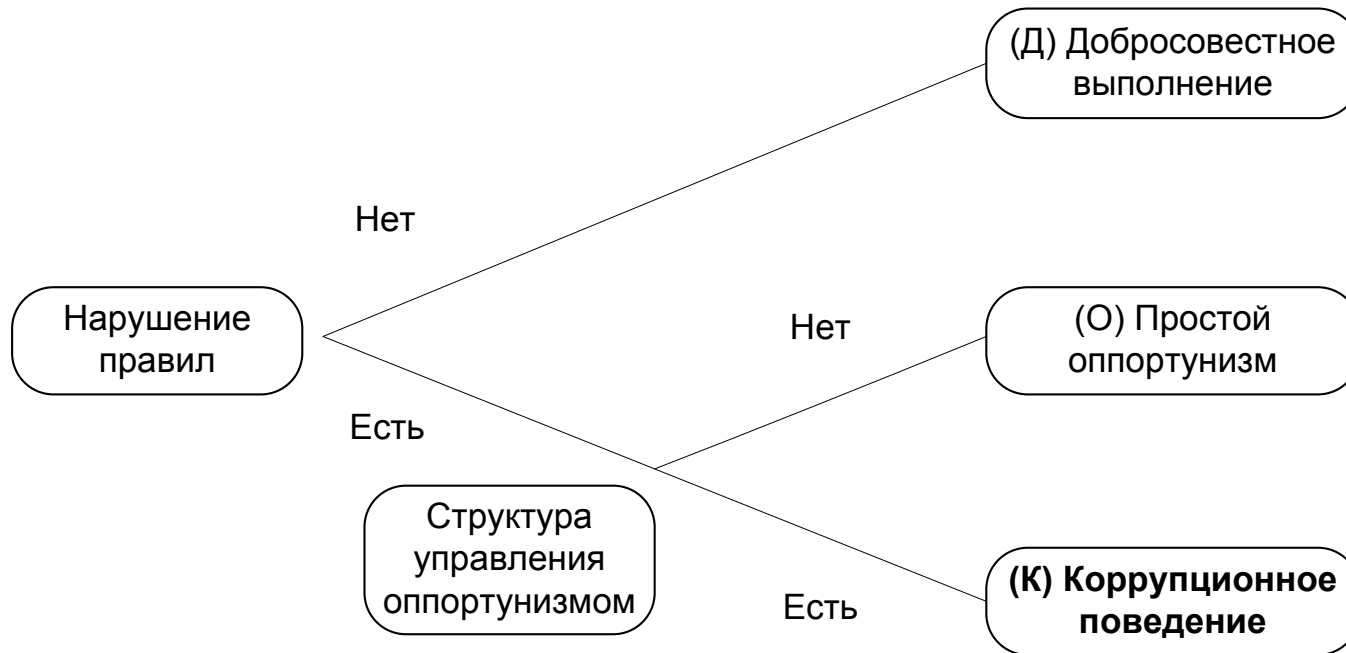 (Д) Добросовестное
выполнение
Нет
Нарушение
правил
Нет
(О) Простой
оппортунизм
Есть
Структура
управления
оппортунизмом
Есть
(К) Коррупционное
поведение